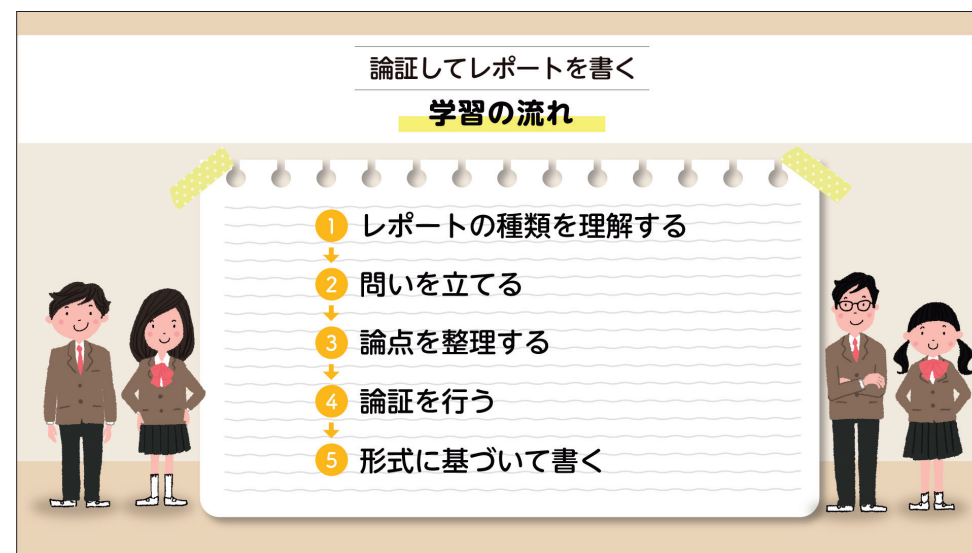 論証してレポートを書く
学習の流れ
1 レポートの種類を理解する
2 問いを立てる
3 論点を整理する
4 論証を行う
5 形式に基づいて書く